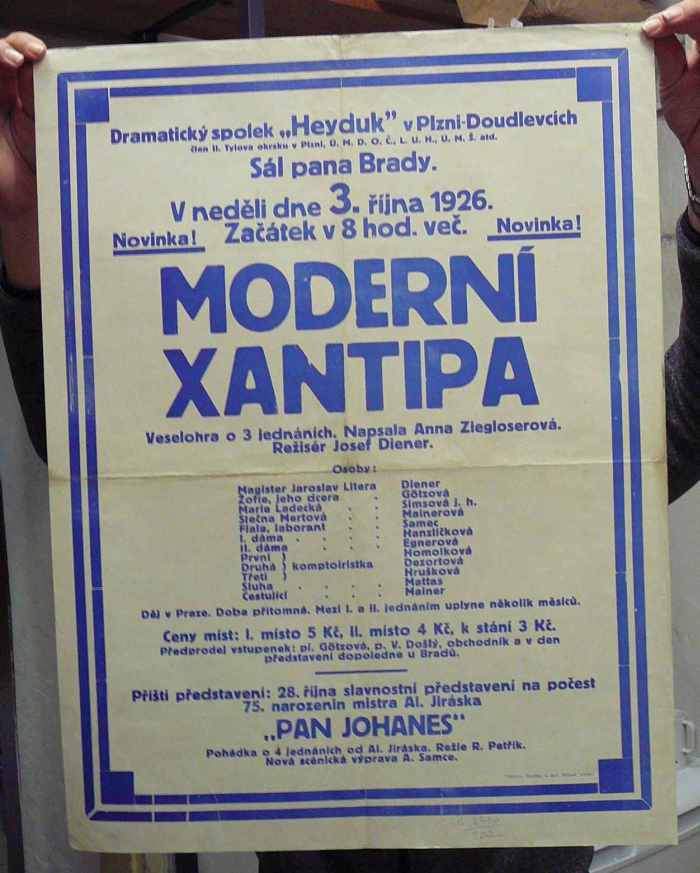 Dramatický spolek „Heyduk” v Plzni-Doudlevcích
člen II. Tylova okrsku v Plzni, Ú. M. D. O. Č., L. U. H., Ú. M. Š. atd.
Sál pana Brady.
V neděli dne 3. října 1926.
Novinka! Začátek v 8 hod. več. Novinka!
MODERNÍ
XANTIPA
Veselohra o 3 jednáních. Napsala Anna Ziegloserová.
Režisér Josef Diener.
Osoby:
Magister Jaroslav Litera Diener
Žofie, jeho dcera Götzová
Marie Ladecká Simsová j. h.
Slečna Mertová Mainerová
Fiala, laborant Samec
I. dáma Hanzlíčková
II. dáma Egnerová
První ) Homolková
Druhá ) komptoiristka Dezortová
Třetí ) Hrušková
Sluha Mattas
Cestující Mainer
Děj v Praze. Doba přítomná. Mezi I. a II. jednáním uplyne několik měsíců.
Ceny míst: I. místo 5 Kč, II. místo 4 Kč, k stání 3 Kč.
Předprodej vstupenek: pí. Götzová, p. V. Došlý, obchodník a v den
představení dopoledne u Bradů.
Příští představení: 28. října slavnostní představení na počest
75. narozenin mistra Al. Jiráska
„PAN JOHANES”
Pohádka o 4 jednáních od Al. Jiráska. Režie R. Petřík.
Nová scénická výprava A. Samce.